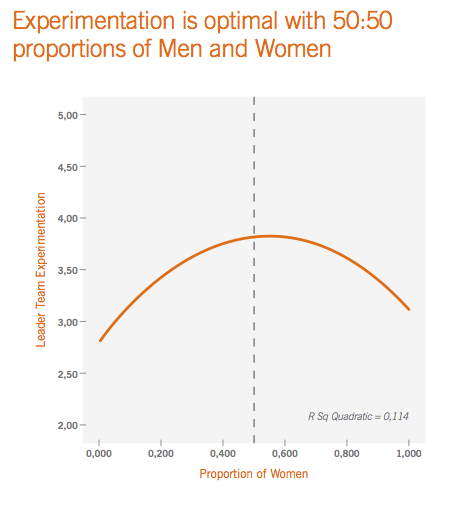 Experimentation is optimal with 50:50
proportions of Men and Women
5,00
4,50
4,00
3,50
3,00
2,50
2,00
Leader Team Experimentation
R Sq Quadratic = 0,114
0,000 0,200 0,400 0,600 0,800 1,000
Proportion of Women